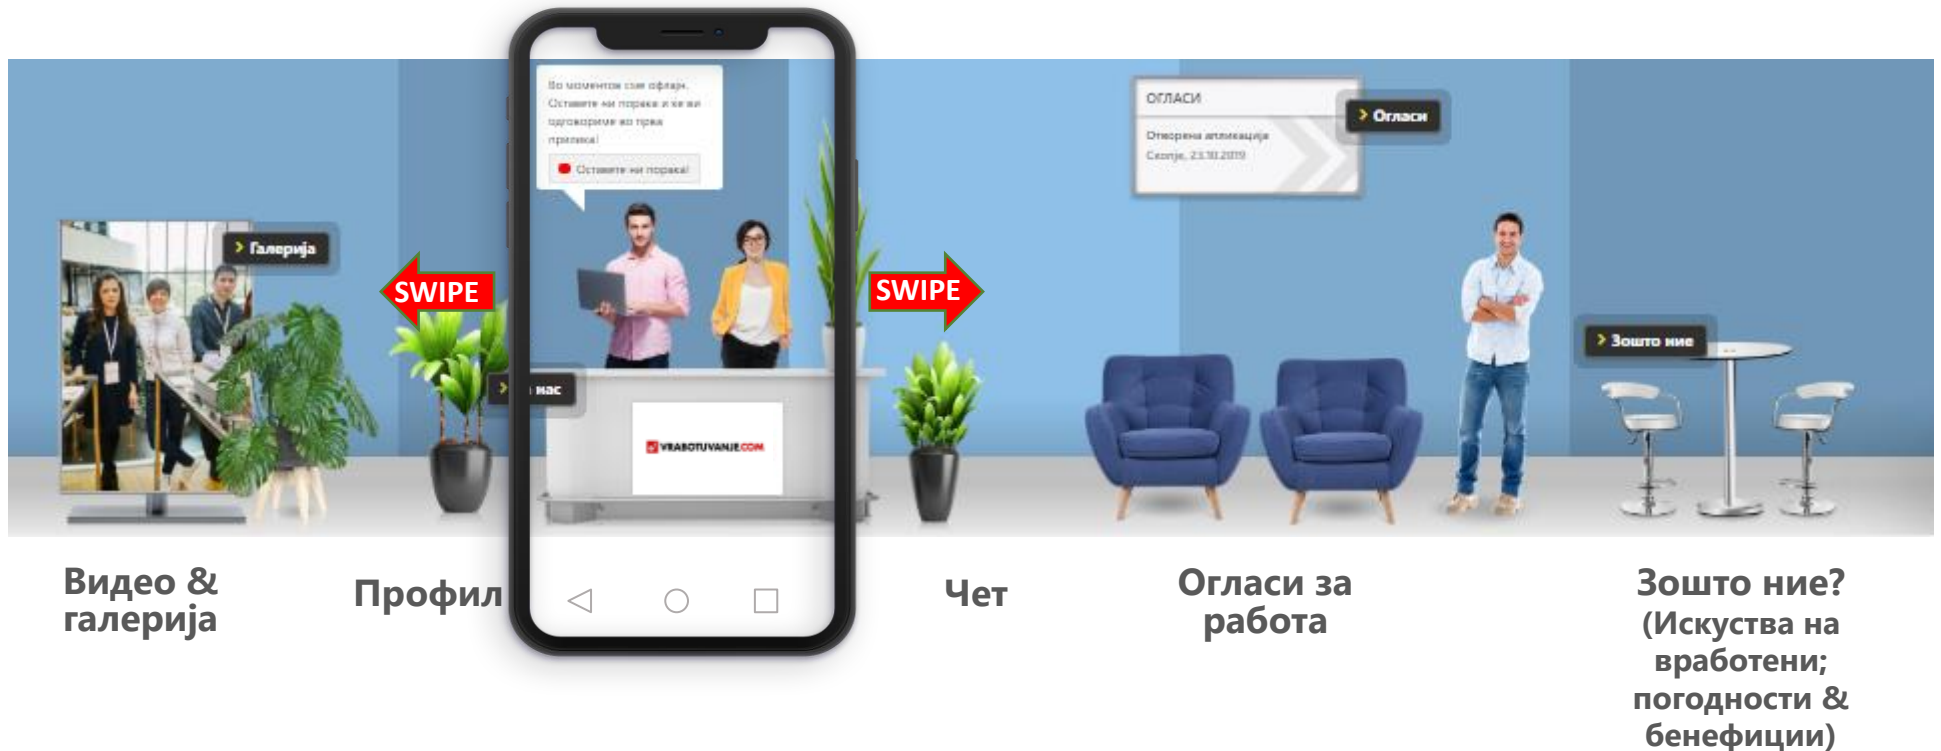 Во моментов сме офлајн.
Оставете ни порака и ќе ви
одговориме во прва
прилика!
Оставете ни порака!
ОГЛАСИ
Отворена апликација
Скопје, 23.10.2019
> Огласи
> Галерија
SWIPE
SWIPE
> Зошто ние
> нас
VRABOTUVANJE.COM
Видео &
галерија
Профил
Чет
Огласи за
работа
Зошто ние?
(Искуства на
вработени;
погодности &
бенефиции)